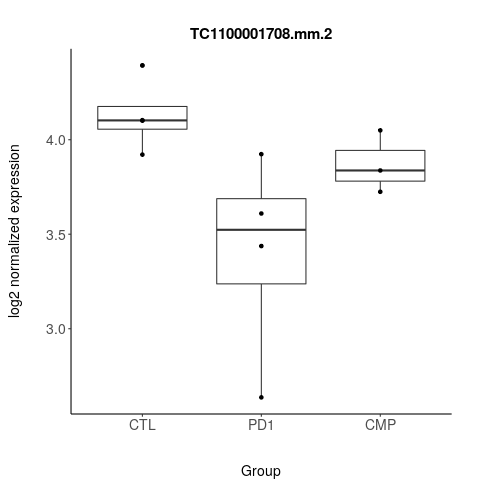 TC1100001708.mm.2
log2 normalized expression
4.0
3.5
3.0
CTL PD1 CMP
Group